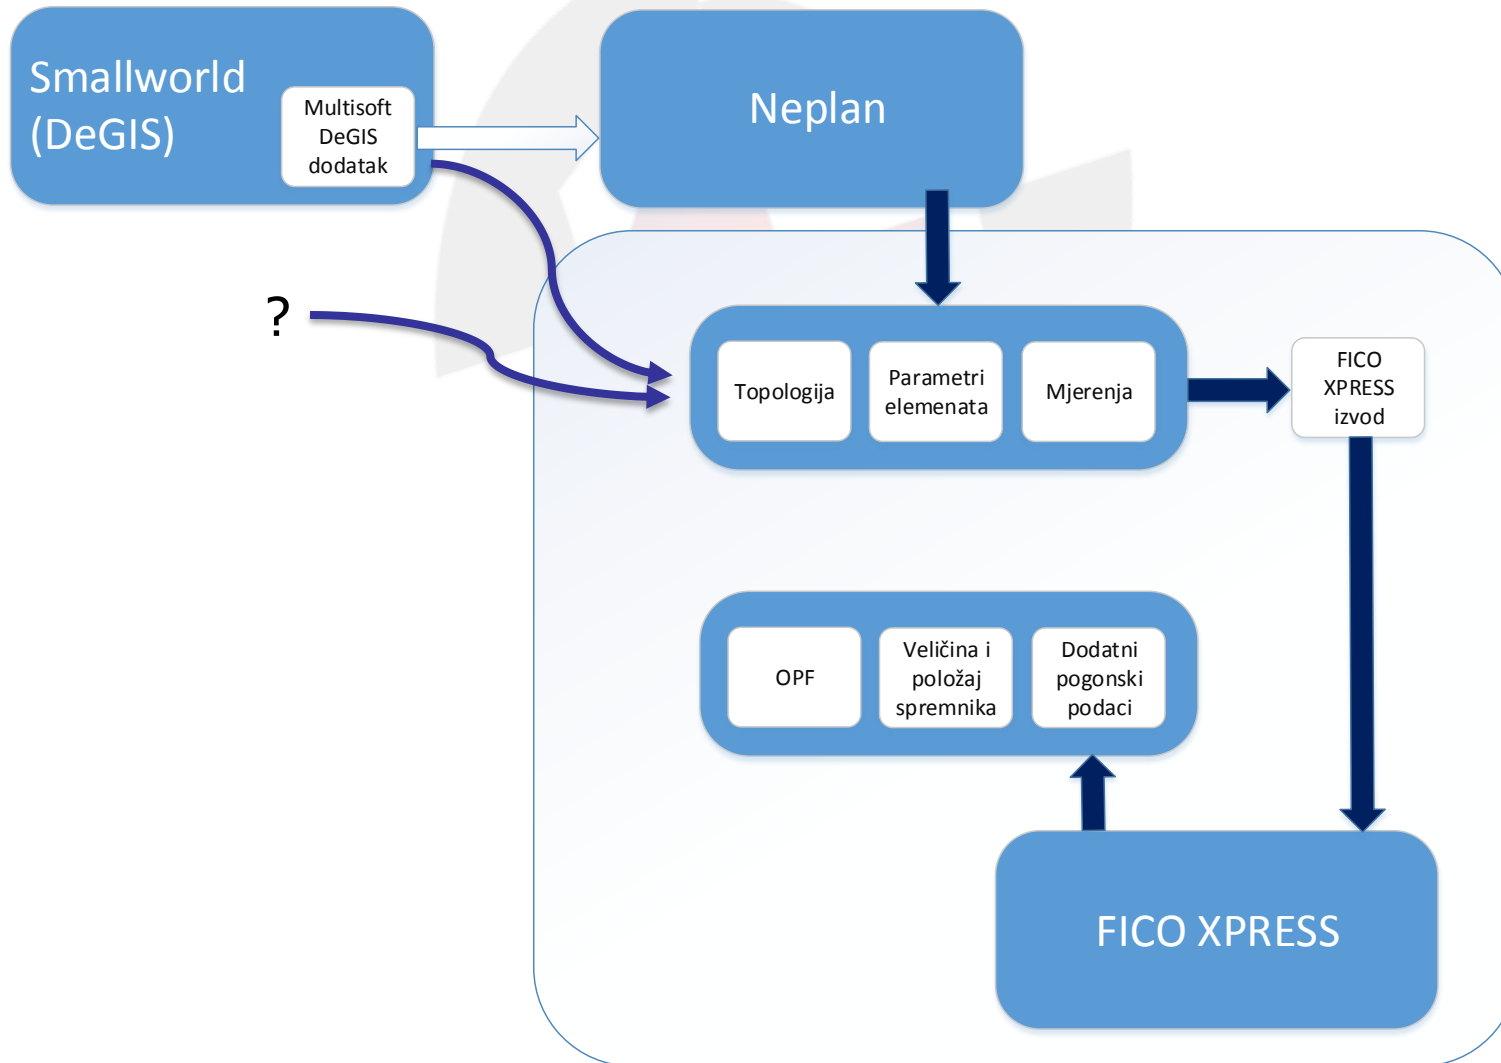 Smallworld
(DeGIS)
Multisoft
DeGIS
dodatak
Neplan
?
Topologija
Parametri
elemenata
Mjerenja
FICO
XPRESS
izvod
OPF
Veličina i
položaj
spremnika
Dodatni
pogonski
podaci
FICO XPRESS